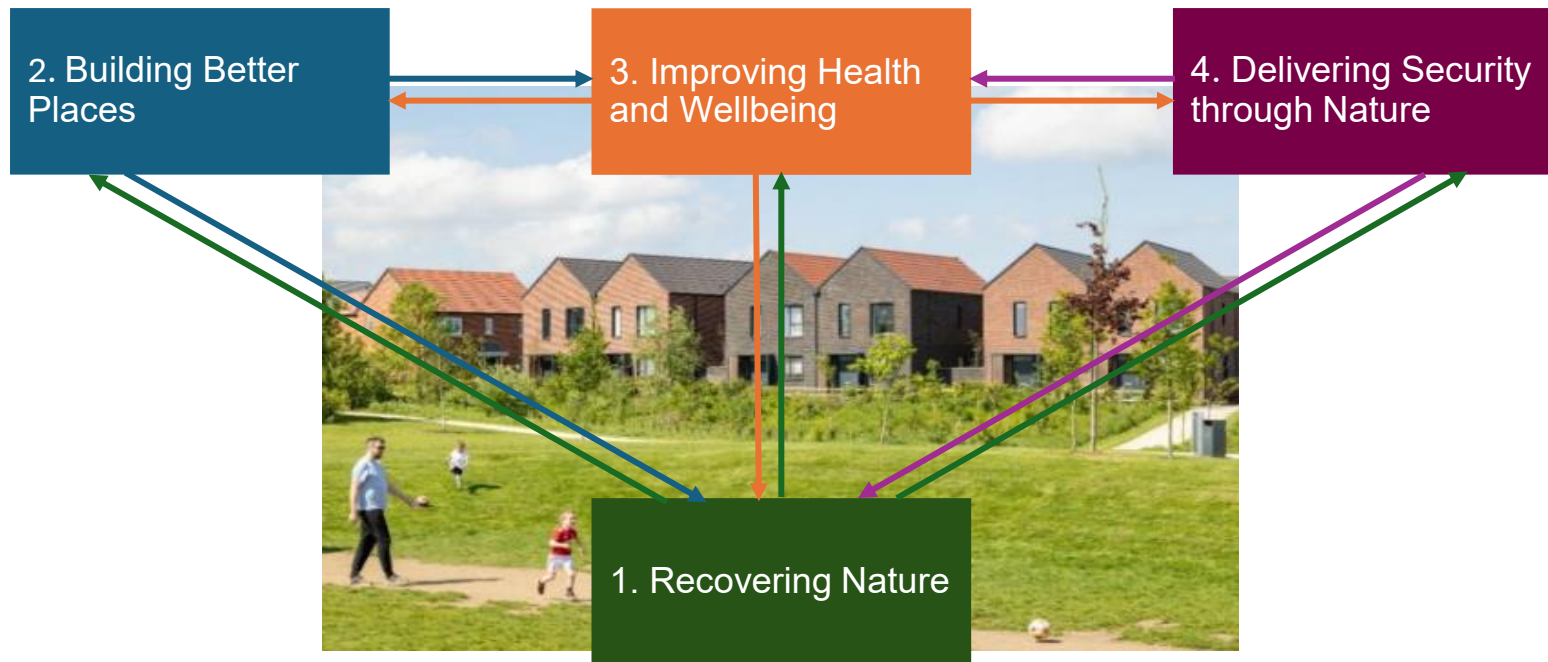 2. Building Better
Places
3. Improving Health
and Wellbeing
4. Delivering Security
through Nature
1. Recovering Nature